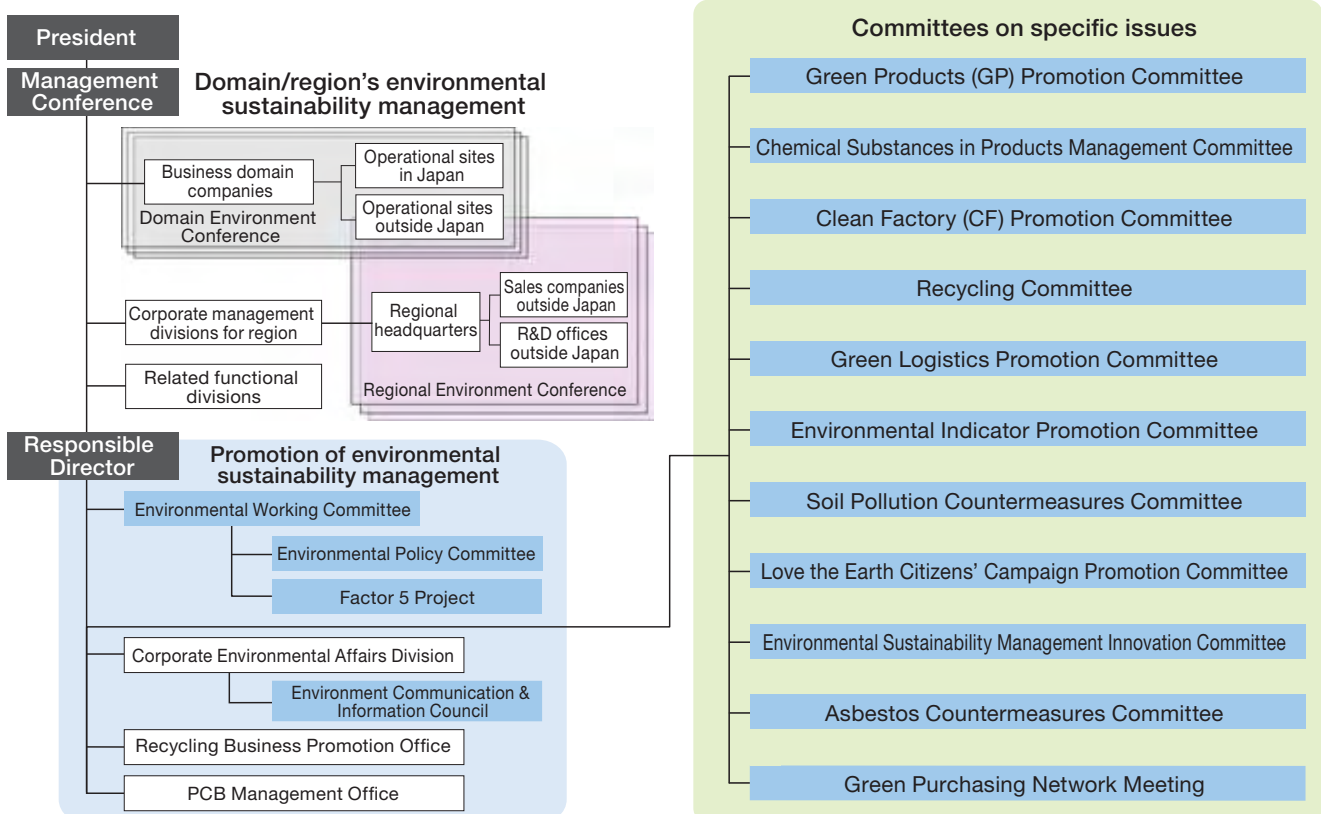 President
Management
Conference
Domain/region's environmental
sustainability management
Business domain
companies
Operational sites
in Japan
Operational sites
outside Japan
Domain Environment
Conference
Corporate management
divisions for region
Regional
headquarters
Sales companies
outside Japan
R&D offices
outside Japan
Regional Environment Conference
Related functional
divisions
Responsible
Director
Promotion of environmental
sustainability management
Environmental Working Committee
Environmental Policy Committee
Factor 5 Project
Corporate Environmental Affairs Division
Environment Communication &
Information Council
Recycling Business Promotion Office
PCB Management Office
Committees on specific issues
Green Products (GP) Promotion Committee
Chemical Substances in Products Management Committee
Clean Factory (CF) Promotion Committee
Recycling Committee
Green Logistics Promotion Committee
Environmental Indicator Promotion Committee
Soil Pollution Countermeasures Committee
Love the Earth Citizens' Campaign Promotion Committee
Environmental Sustainability Management Innovation Committee
Asbestos Countermeasures Committee
Green Purchasing Network Meeting